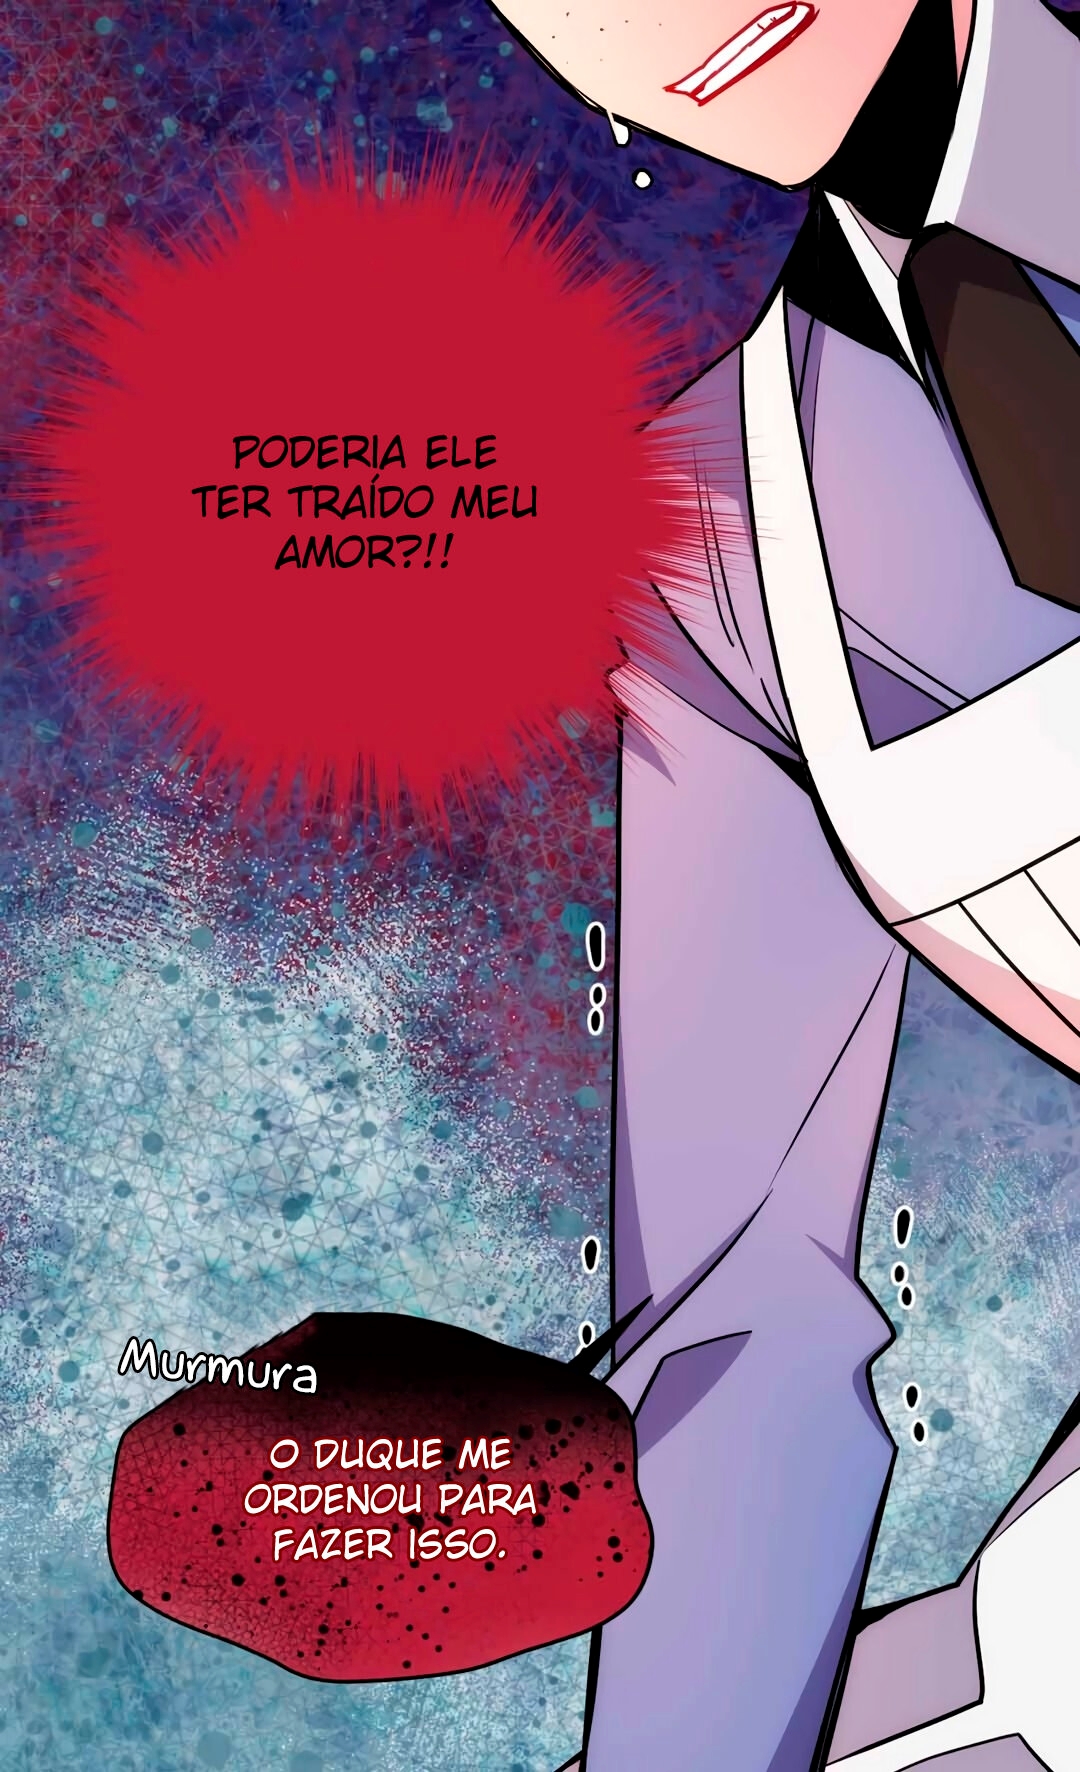 PODERIA ELE
TER TRAÍDO MEU
AMOR?!!
Murmura
O DUQUE ME
ORDENOU PARA
FAZER ISSO.